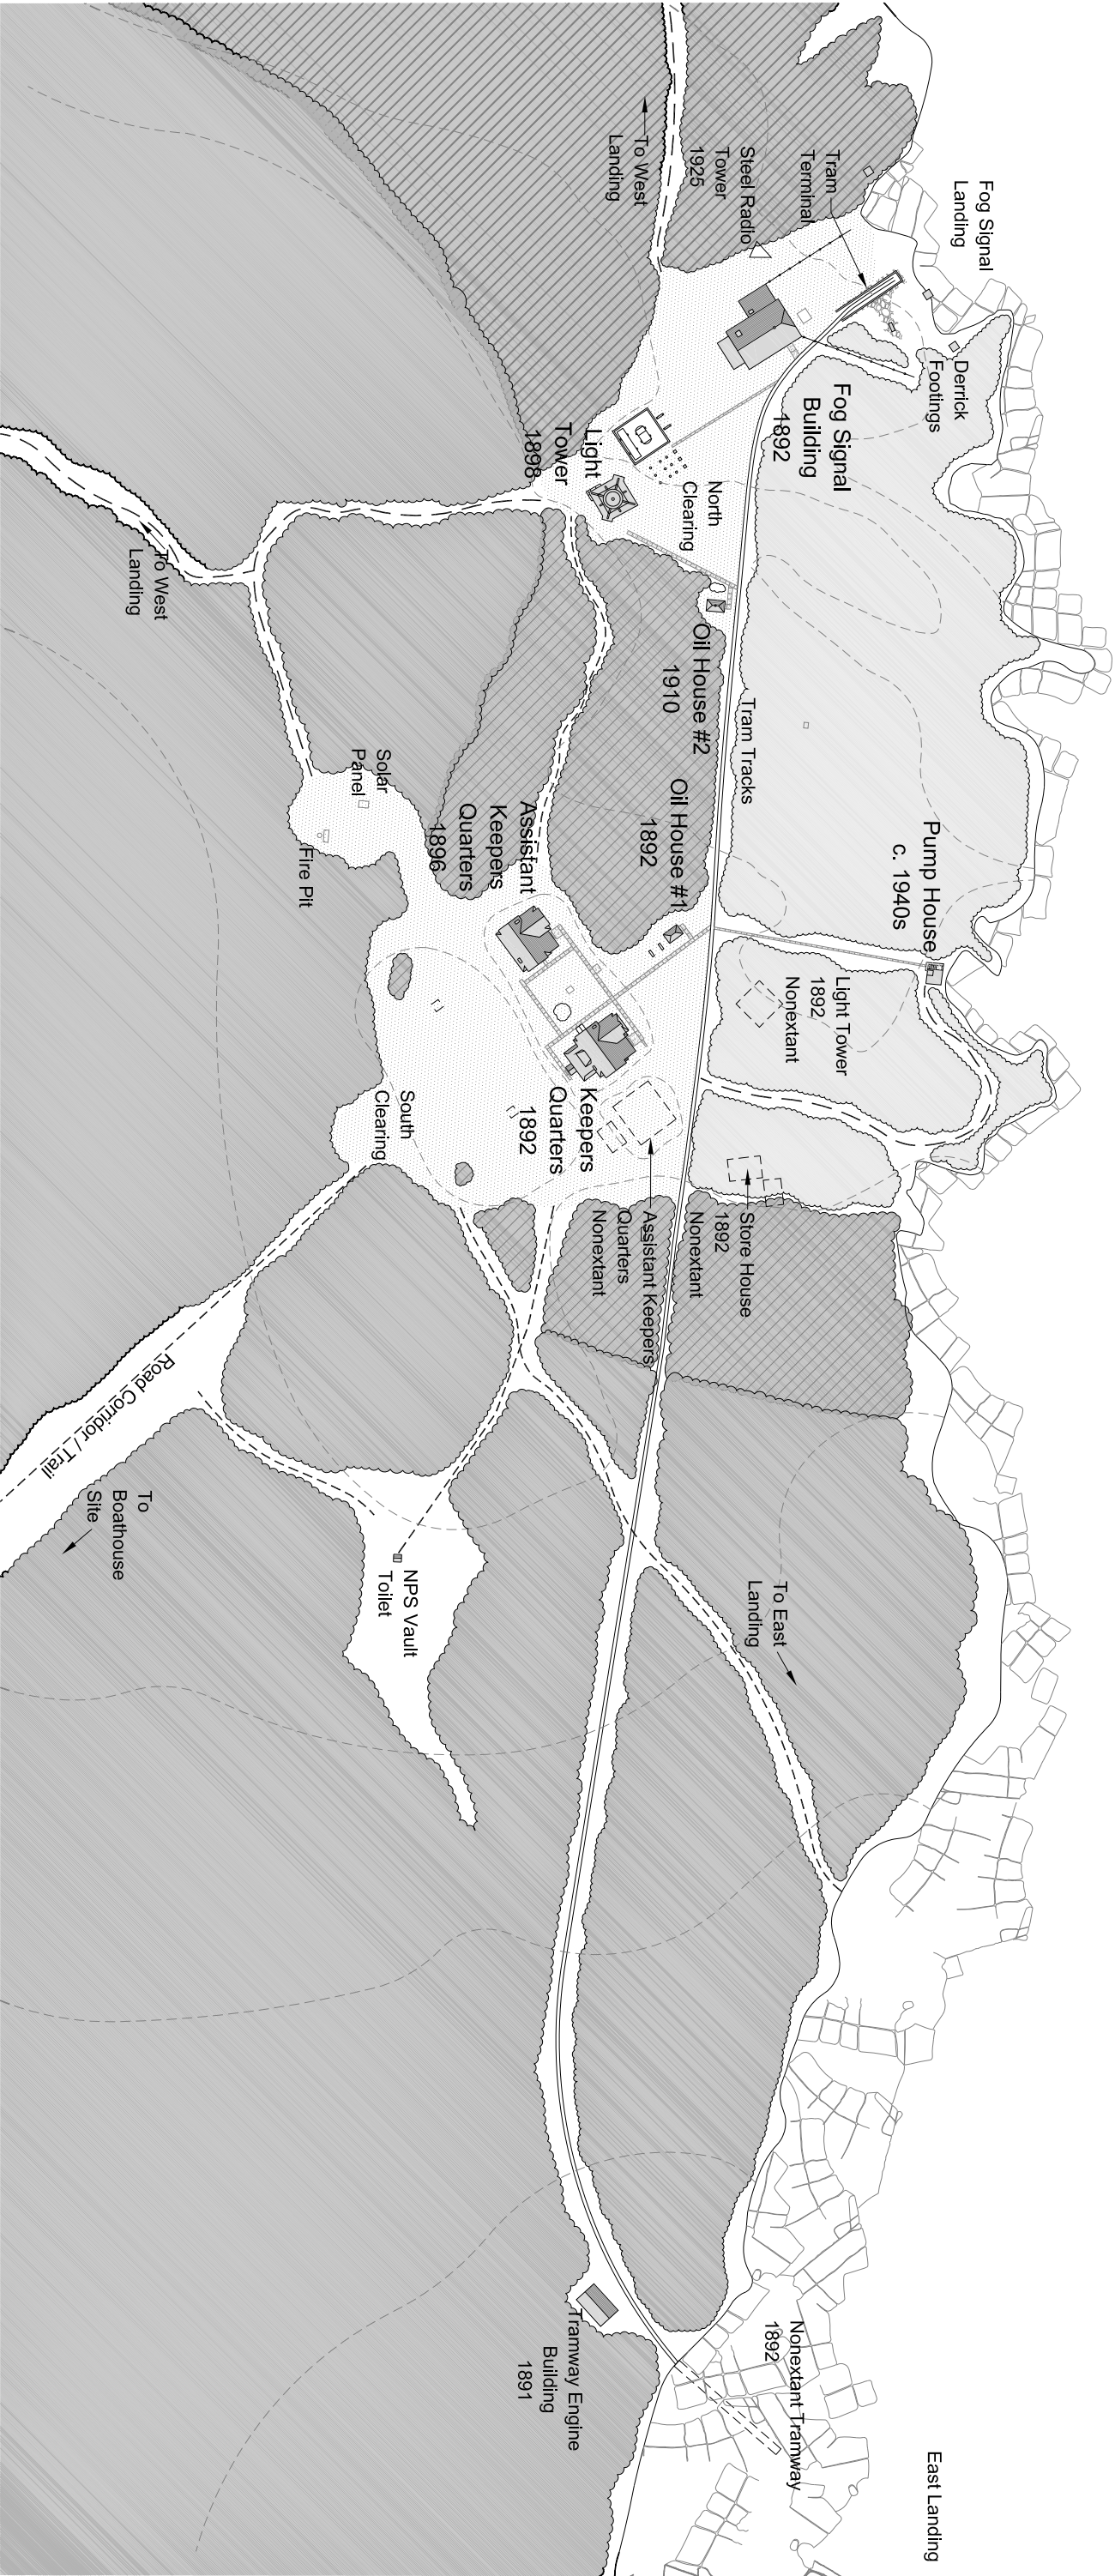 Fog Signal
Landing
Tram
Terminal
Steel Radio
Tower
1925
To West
Landing
Derrick
Footings
Fog Signal
Building
1892
Light
Tower
1898
North
Clearing
To West
Landing
Oil House #2
1910
Tram Tracks
Solar
Panel
Fire Pit
Assistant
Keepers
Quarters
1896
Oil House #1
1892
Pump House
c. 1940s
Light Tower
1892
Nonextant
South
Clearing
Keepers
Quarters
1892
Assistant Keepers
Quarters
Nonextant
Store House
1892
Nonextant
Road Corridor / Trail
To
Boathouse
Site
NPS Vault
Toilet
To East
Landing
Tramway Engine
Building
1891
Nonextant Tramway
1892
East Landing